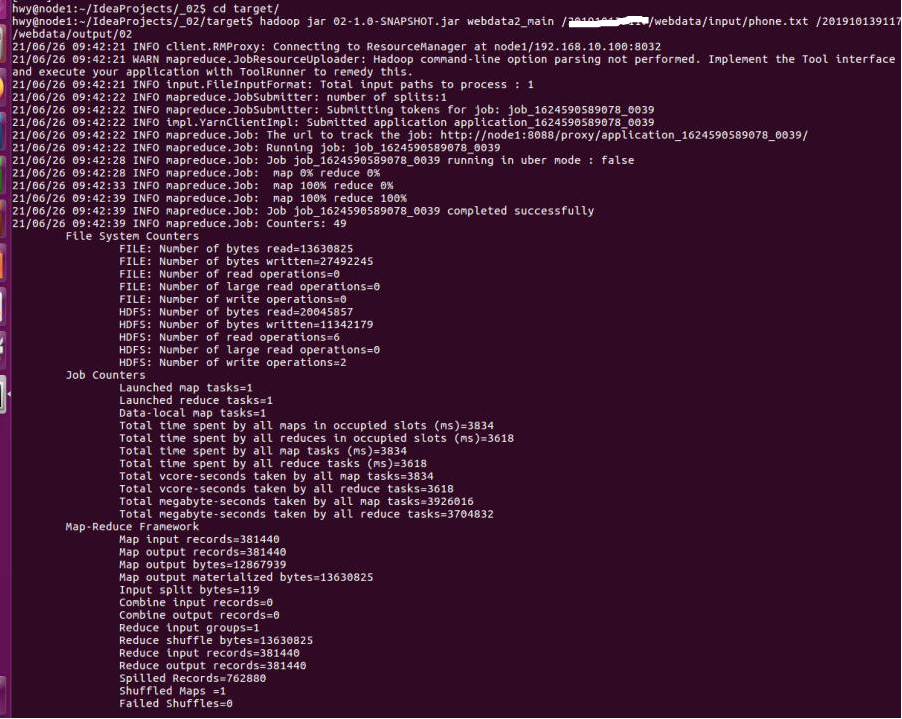 hwy@node1:~/IdeaProjects/_02$ cd target/
hwy@node1:~/IdeaProjects/_02/target$ hadoop jar 02-1.0-SNAPSHOT.jar webdata2_main / /webdata/input/phone.txt /201910139117
/webdata/output/02
21/06/26 09:42:21 INFO client.RMProxy: Connecting to ResourceManager at node1/192.168.10.100:8032
21/06/26 09:42:21 WARN mapreduce.JobResourceUploader: Hadoop command-line option parsing not performed. Implement the Tool interface
and execute your application with ToolRunner to remedy this.
21/06/26 09:42:21 INFO input.FileInputFormat: Total input paths to process : 1
21/06/26 09:42:22 INFO mapreduce.JobSubmitter: number of splits:1
21/06/26 09:42:22 INFO mapreduce.JobSubmitter: Submitting tokens for job: job_1624590589078_0039
21/06/26 09:42:22 INFO impl.YarnClientImpl: Submitted application application_1624590589078_0039
21/06/26 09:42:22 INFO mapreduce.Job: The url to track the job: http://node1:8088/proxy/application_1624590589078_0039/
21/06/26 09:42:22 INFO mapreduce.Job: Running job: job_1624590589078_0039
21/06/26 09:42:28 INFO mapreduce.Job: Job job_1624590589078_0039 running in uber mode : false
21/06/26 09:42:28 INFO mapreduce.Job:  map 0% reduce 0%
21/06/26 09:42:33 INFO mapreduce.Job:  map 100% reduce 0%
21/06/26 09:42:39 INFO mapreduce.Job:  map 100% reduce 100%
21/06/26 09:42:39 INFO mapreduce.Job: Job job_1624590589078_0039 completed successfully
21/06/26 09:42:39 INFO mapreduce.Job: Counters: 49
File System Counters
FILE: Number of bytes read=13630825
FILE: Number of bytes written=27492245
FILE: Number of read operations=0
FILE: Number of large read operations=0
FILE: Number of write operations=0
HDFS: Number of bytes read=20045857
HDFS: Number of bytes written=11342179
HDFS: Number of read operations=6
HDFS: Number of large read operations=0
HDFS: Number of write operations=2
Job Counters
Launched map tasks=1
Launched reduce tasks=1
Data-local map tasks=1
Total time spent by all maps in occupied slots (ms)=3834
Total time spent by all reduces in occupied slots (ms)=3618
Total time spent by all map tasks (ms)=3834
Total time spent by all reduce tasks (ms)=3618
Total vcore-seconds taken by all map tasks=3834
Total vcore-seconds taken by all reduce tasks=3618
Total megabyte-seconds taken by all map tasks=3926016
Total megabyte-seconds taken by all reduce tasks=3704832
Map-Reduce Framework
Map input records=381440
Map output records=381440
Map output bytes=12867939
Map output materialized bytes=13630825
Input split bytes=119
Combine input records=0
Combine output records=0
Reduce input groups=1
Reduce shuffle bytes=13630825
Reduce input records=381440
Reduce output records=381440
Spilled Records=762880
Shuffled Maps =1
Failed Shuffles=0